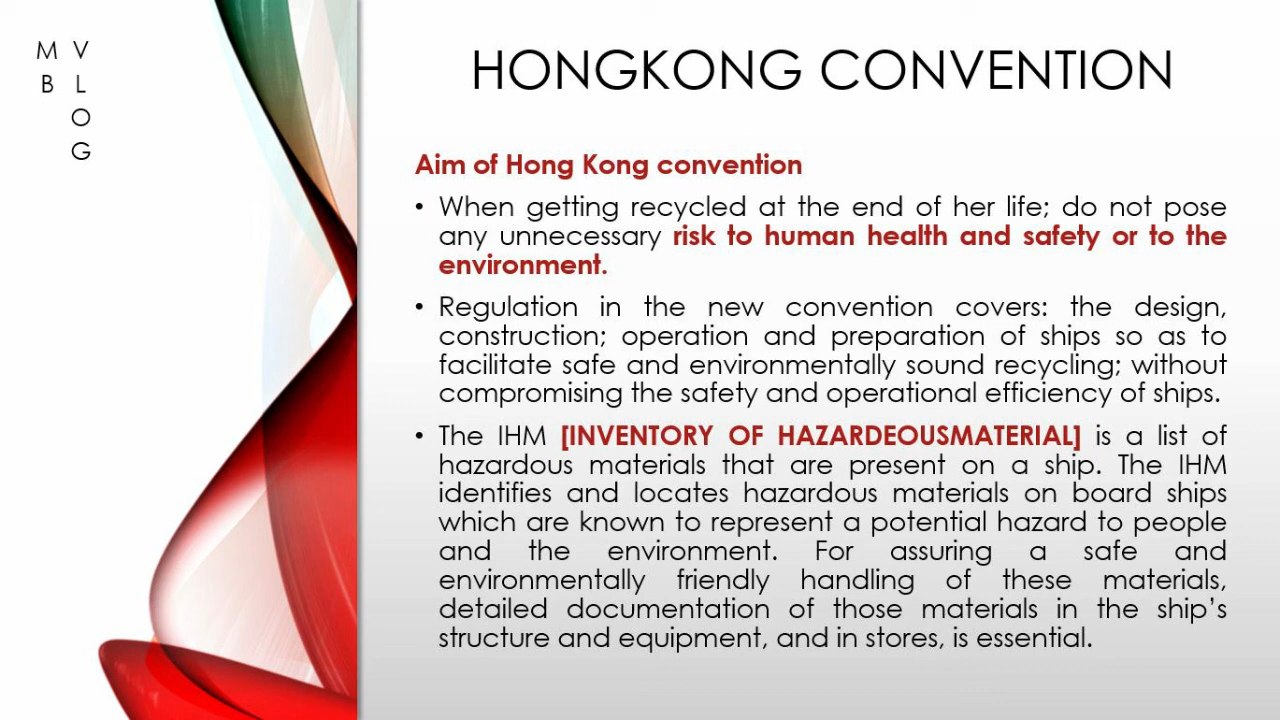 M V
B L
O
G
HONGKONG CONVENTION
Aim of Hong Kong convention
• When getting recycled at the end of her life; do not pose
any unnecessary risk to human health and safety or to the
environment.
• Regulation in the new convention covers: the design,
construction; operation and preparation of ships so as to
facilitate safe and environmentally sound recycling; without
compromising the safety and operational efficiency of ships.
• The IHM [INVENTORY OF HAZARDEOUSMATERIAL] is a list of
hazardous materials that are present on a ship. The IHM
identifies and locates hazardous materials on board ships
which are known to represent a potential hazard to people
and the environment. For assuring a safe and
environmentally friendly handling of these materials,
detailed documentation of those materials in the ship’s
structure and equipment, and in stores, is essential.